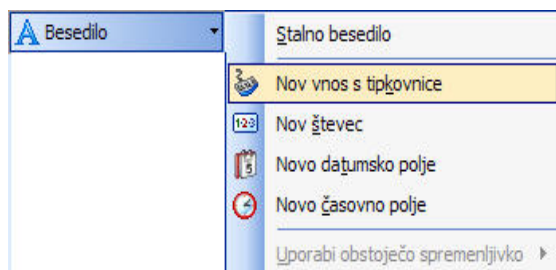 Besedilo
Stalno besedilo
Nov vnos s tipkovnice
Nov števec
Novo datumsko polje
Novo časovno polje
Uporabi obstoječo spremenljivko